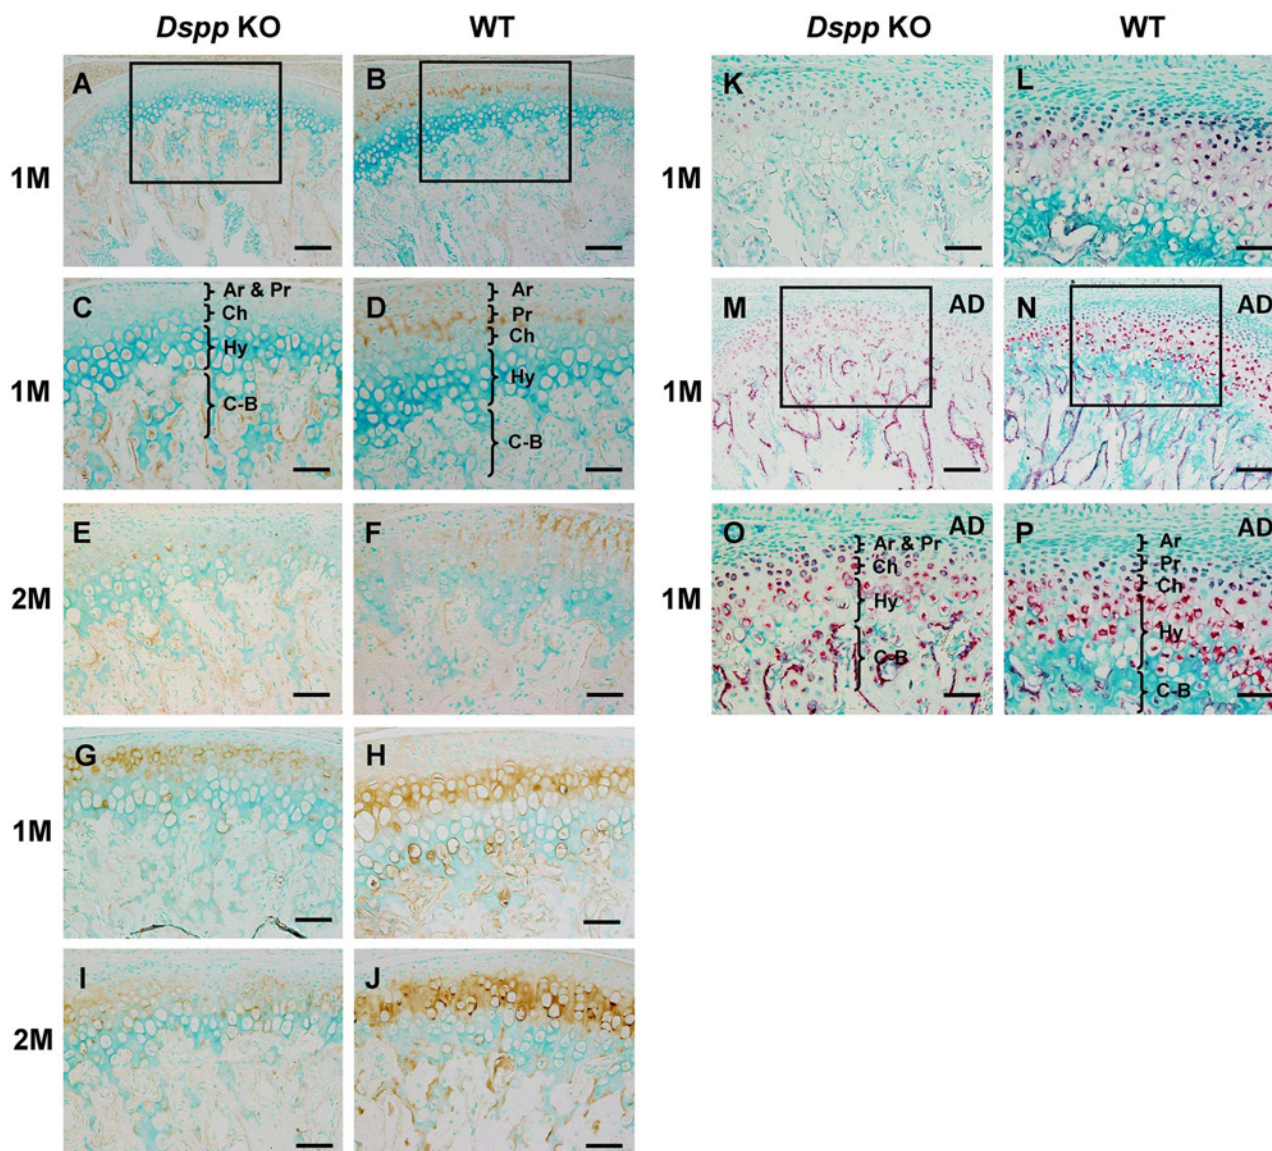 Dspp KO WT Dspp KO WT
A B K L
1M 1M
C Ar & Pr Ch Hy C-B
D Ar Pr Ch Hy C-B
1M
M AD N AD
1M
E F
2M
O AD Ar & Pr Ch Hy C-B
P AD Ar Pr Ch Hy C-B
1M
G H
1M
I J
2M